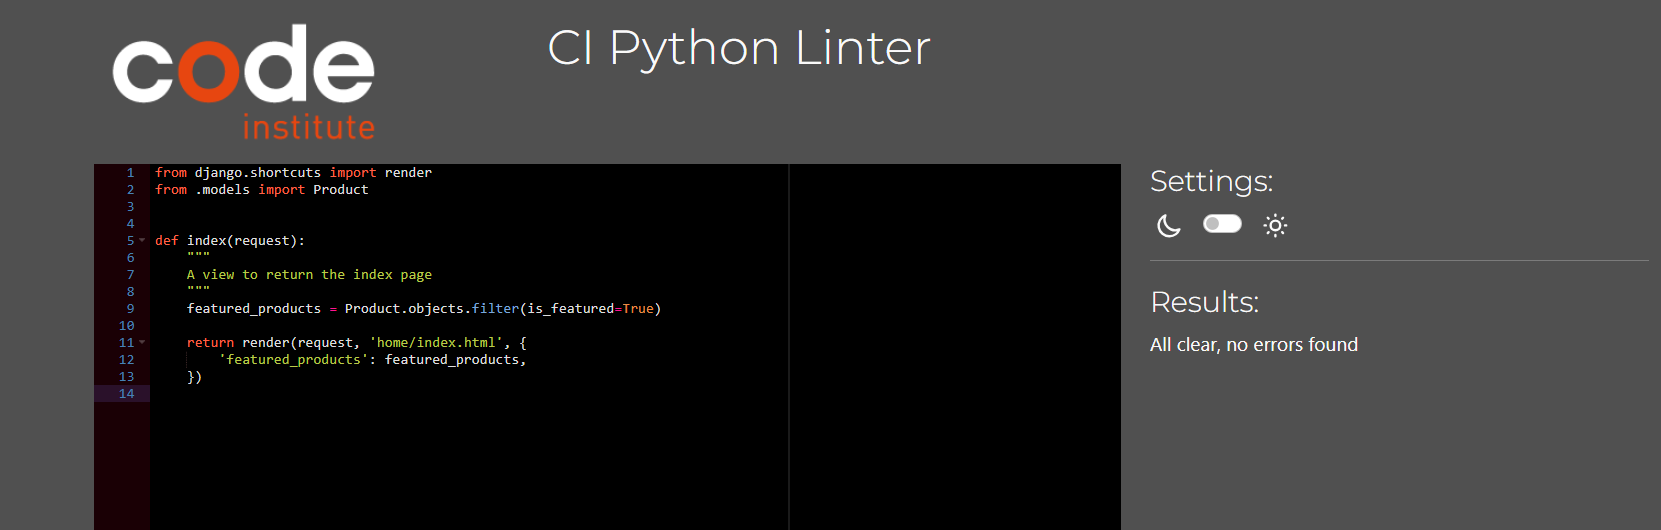 code
institute
CI Python Linter
1 from django.shortcuts import render
2 from .models import Product
3
4
5 def index(request):
6     """
7     A view to return the index page
8     """
9     featured_products = Product.objects.filter(is_featured=True)
10
11     return render(request, 'home/index.html', {
12         'featured_products': featured_products,
13     })
14
Settings:
Results:
All clear, no errors found